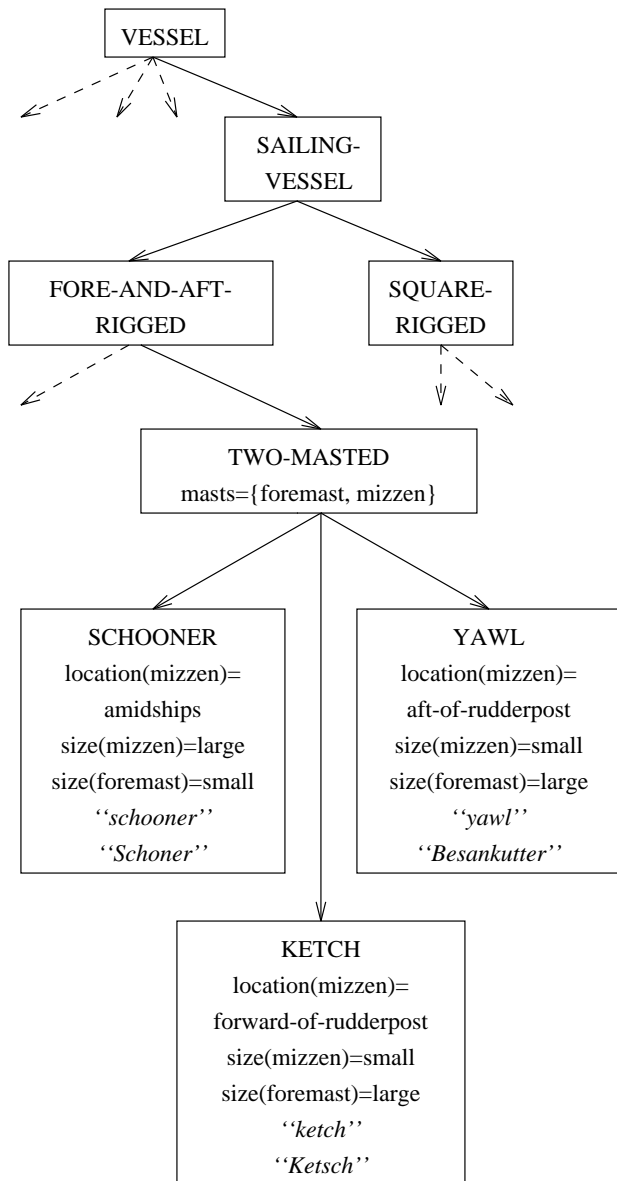 VESSEL
SAILING-
VESSEL
FORE-AND-AFT-
RIGGED
SQUARE-
RIGGED
TWO-MASTED
masts={foremast, mizzen}
SCHOONER
location(mizzen)=
amidships
size(mizzen)=large
size(foremast)=small
‘‘schooner’’
‘‘Schoner’’
YAWL
location(mizzen)=
aft-of-rudderpost
size(mizzen)=small
size(foremast)=large
‘‘yawl’’
‘‘Besankutter’’
KETCH
location(mizzen)=
forward-of-rudderpost
size(mizzen)=small
size(foremast)=large
‘‘ketch’’
‘‘Ketsch’’